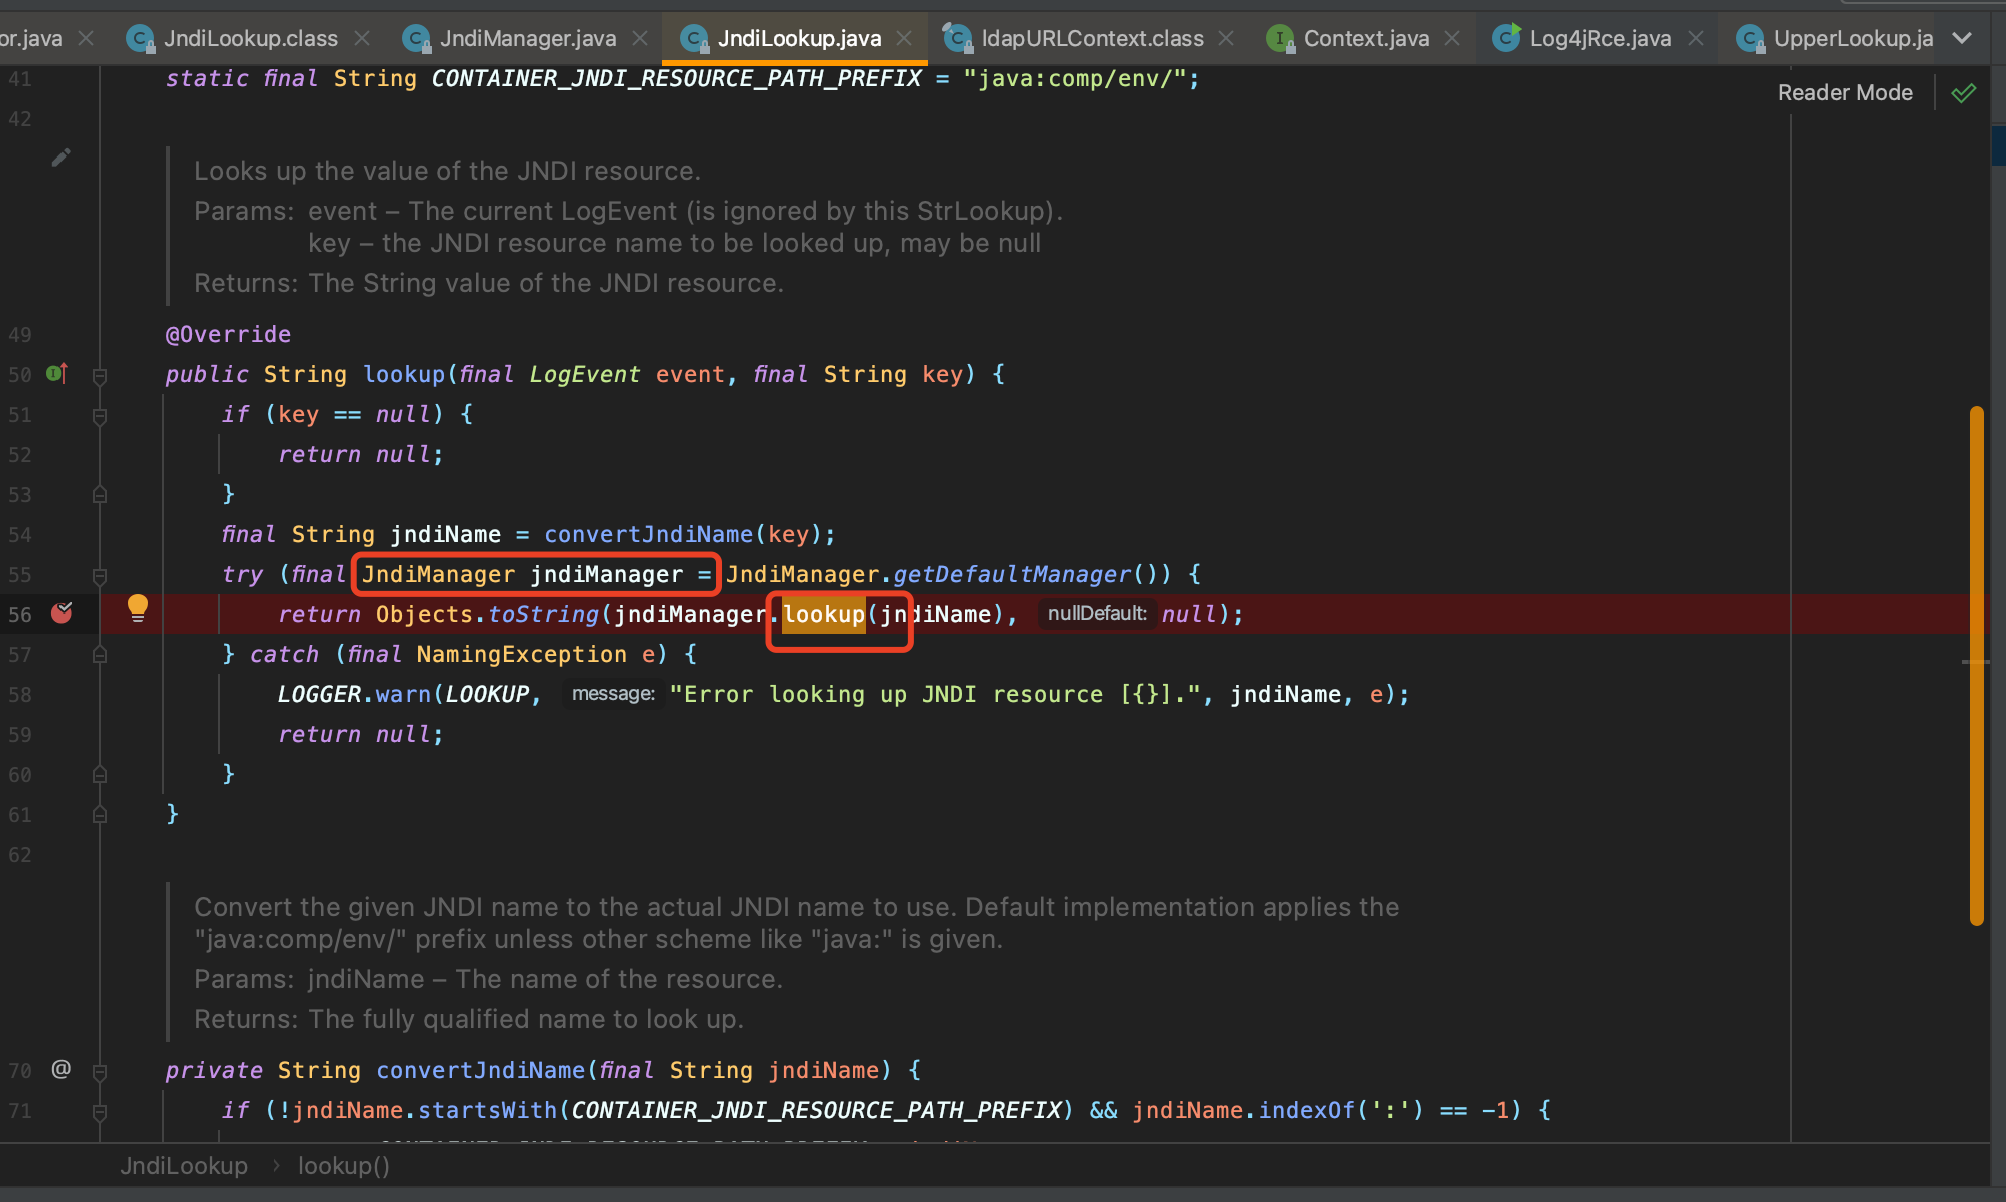 or.java JndiLookup.class JndiManager.java JndiLookup.java ldapURLContext.class Context.java Log4jRce.java UpperLookup.ja
41 static final String CONTAINER_JNDI_RESOURCE_PATH_PREFIX = "java:comp/env/";
Reader Mode
42
Looks up the value of the JNDI resource.
Params: event – The current LogEvent (is ignored by this StrLookup).
key – the JNDI resource name to be looked up, may be null
Returns: The String value of the JNDI resource.
49 @Override
50 public String lookup(final LogEvent event, final String key) {
51 if (key == null) {
52 return null;
53 }
54 final String jndiName = convertJndiName(key);
55 try (final JndiManager jndiManager = JndiManager.getDefaultManager()) {
56 return Objects.toString(jndiManager.lookup(jndiName), nullDefault: null);
57 } catch (final NamingException e) {
58 LOGGER.warn(LOOKUP, message: "Error looking up JNDI resource [{}].", jndiName, e);
59 return null;
60 }
61 }
62
Convert the given JNDI name to the actual JNDI name to use. Default implementation applies the
"java:comp/env/" prefix unless other scheme like "java:" is given.
Params: jndiName – The name of the resource.
Returns: The fully qualified name to look up.
70 @ private String convertJndiName(final String jndiName) {
71 if (!jndiName.startsWith(CONTAINER_JNDI_RESOURCE_PATH_PREFIX) && jndiName.indexOf(':') == -1) {
JndiLookup › lookup()